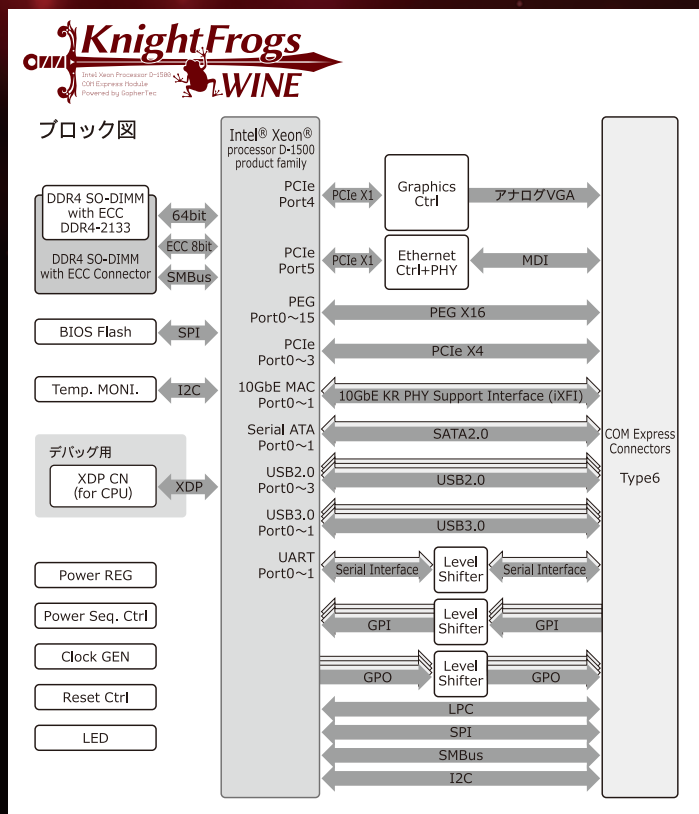 KnightFrogs
WINE
Intel Xeon Processor D-1500
COM Express Module
Powered by GopherTec
ブロック図
DDR4 SO-DIMM
with ECC
DDR4-2133
DDR4 SO-DIMM
with ECC Connector
64bit
ECC 8bit
SMBus
BIOS Flash
SPI
Temp. MONI.
I2C
デバッグ用
XDP CN
(for CPU)
XDP
Power REG
Power Seq. Ctrl
Clock GEN
Reset Ctrl
LED
Intel® Xeon®
processor D-1500
product family
PCIe
Port4
PCIe X1
Graphics
Ctrl
アナログVGA
PCIe
Port5
PCIe X1
Ethernet
Ctrl+PHY
MDI
PEG
Port0～15
PEG X16
PCIe
Port0～3
PCIe X4
10GbE MAC
Port0～1
10GbE KR PHY Support Interface (iXFI)
Serial ATA
Port0～1
SATA2.0
USB2.0
Port0～3
USB2.0
USB3.0
Port0～1
USB3.0
UART
Port0～1
Serial Interface
Level
Shifter
Serial Interface
GPI
Level
Shifter
GPI
GPO
Level
Shifter
GPO
LPC
SPI
SMBus
I2C
COM Express
Connectors
Type6